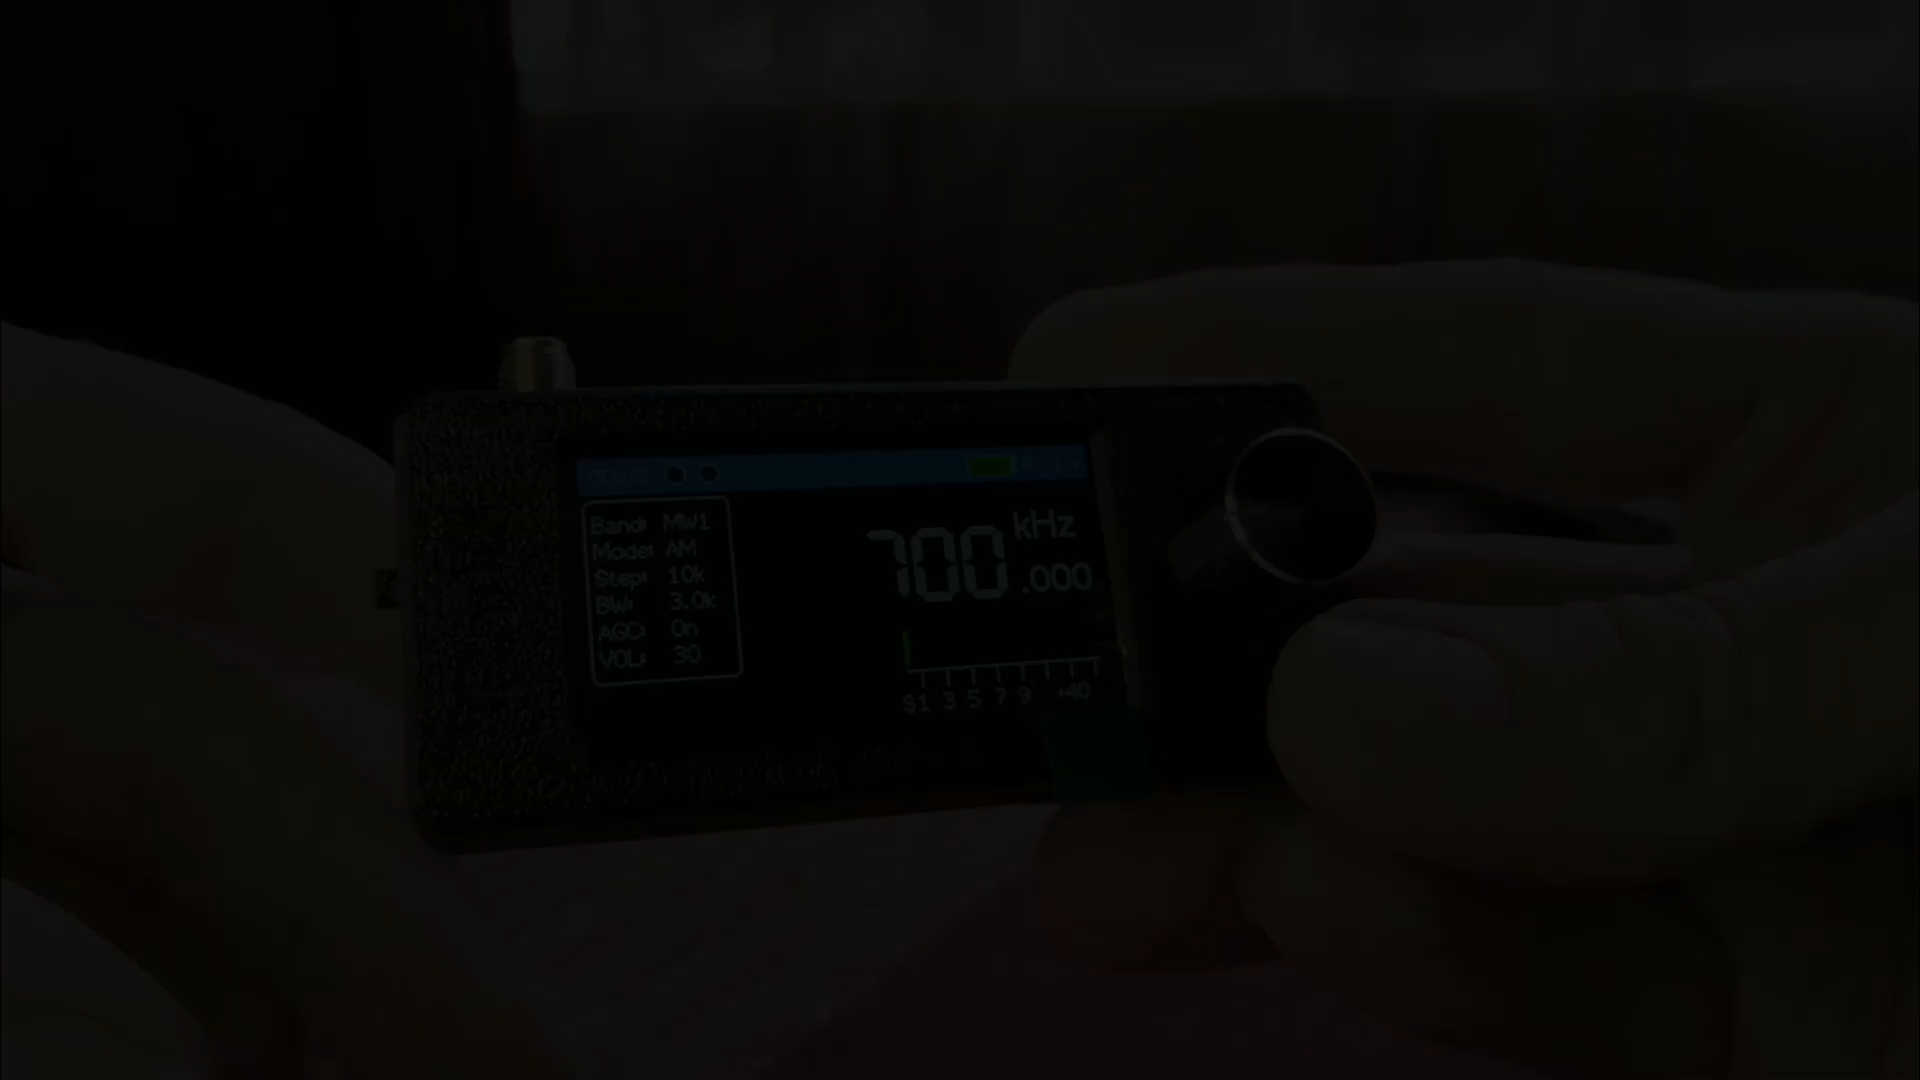 Band: MW1
Mode: AM
Step: 10k
BW: 3.0k
AGC: On
VOL: 30
700 kHz
.000
S1 3 5 7 9 +40